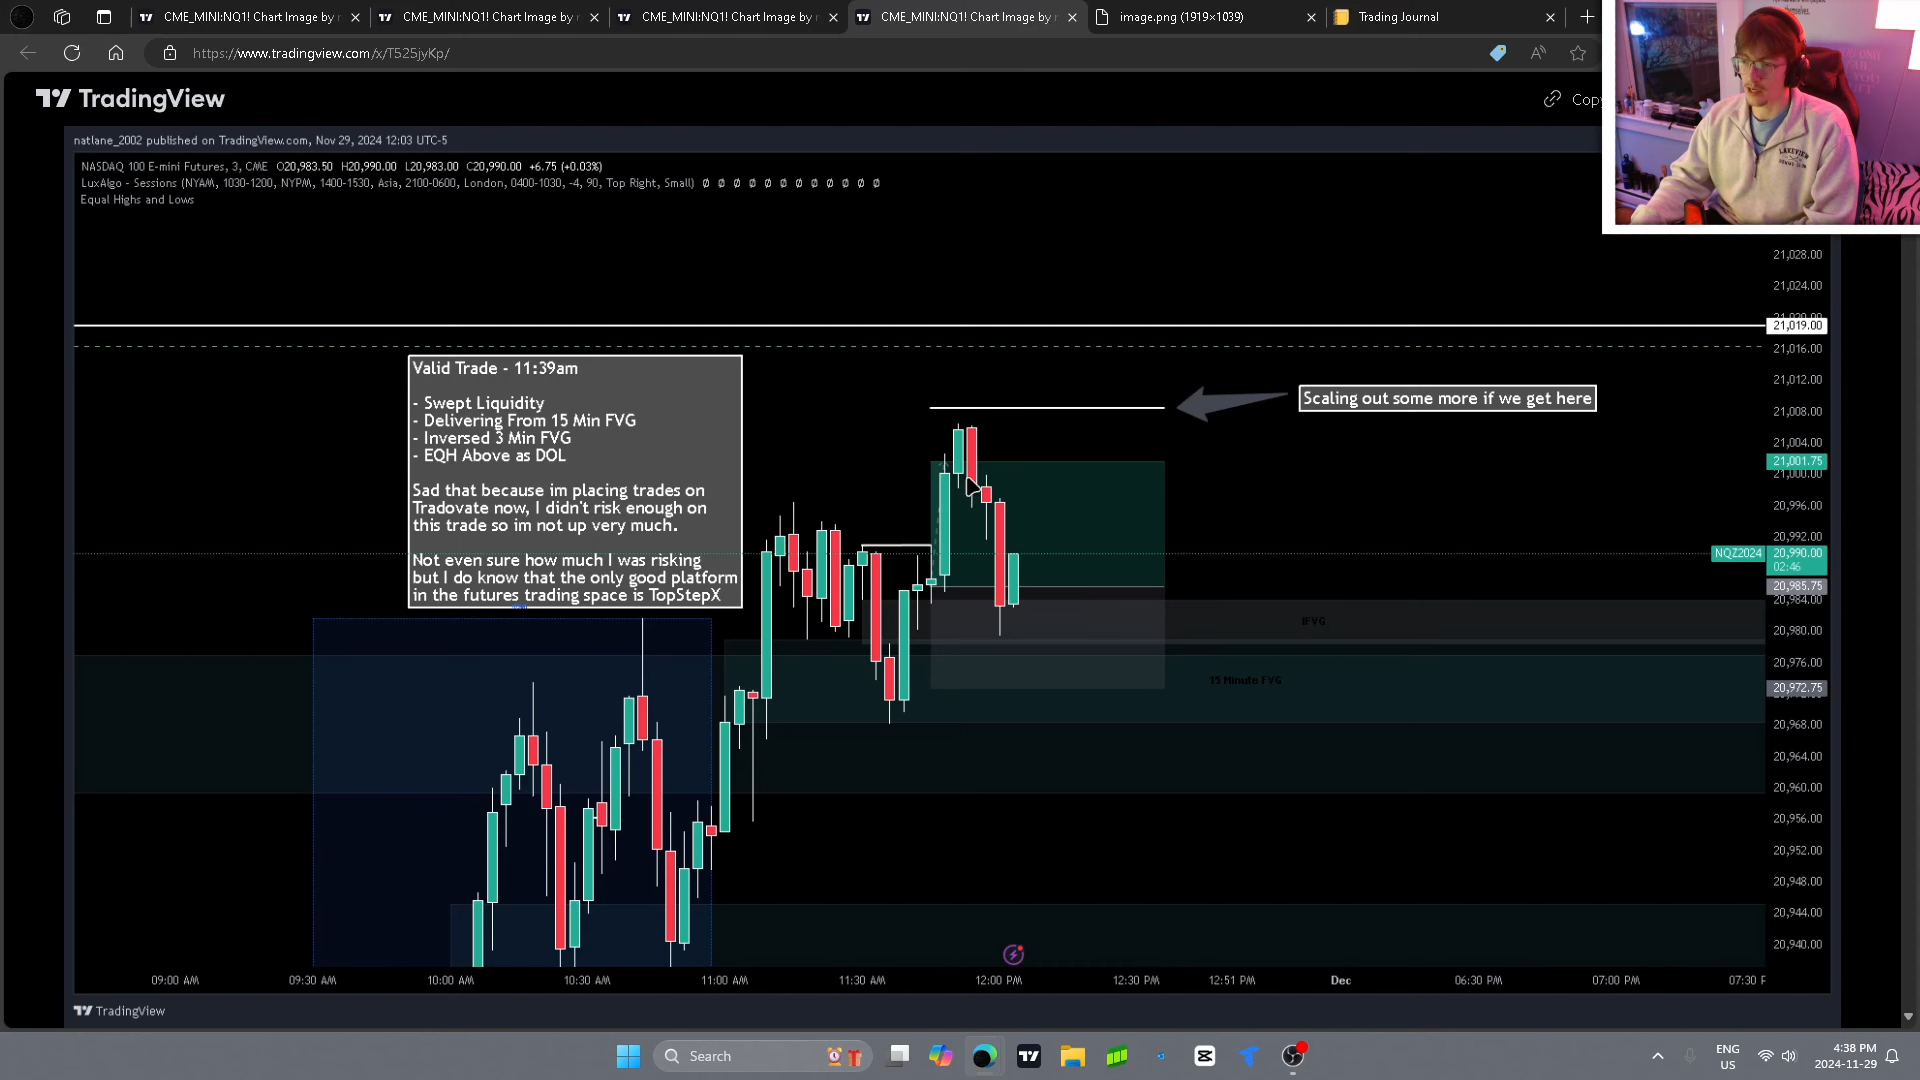 CME_MINI:NQ1! Chart Image by
CME_MINI:NQ1! Chart Image by
CME_MINI:NQ1! Chart Image by
CME_MINI:NQ1! Chart Image by
image.png (1919×1039)
Trading Journal
https://www.tradingview.com/x/T525jyKp/
TradingView
Copy
natlane_2002 published on TradingView.com, Nov 29, 2024 12:03 UTC-5
NASDAQ 100 E-mini Futures, 3, CME O20,983.50 H20,990.00 L20,983.00 C20,990.00 +6.75 (+0.03%)
LuxAlgo - Sessions (NYAM, 1030-1200, NYPM, 1400-1530, Asia, 2100-0600, London, 0400-1030, -4, 90, Top Right, Small) Ø Ø Ø Ø Ø Ø Ø Ø Ø Ø Ø Ø
Equal Highs and Lows
Valid Trade - 11:39am
- Swept Liquidity
- Delivering From 15 Min FVG
- Inversed 3 Min FVG
- EQH Above as DOL
Sad that because im placing trades on
Tradovate now, I didn't risk enough on
this trade so im not up very much.
Not even sure how much I was risking
but I do know that the only good platform
in the futures trading space is TopStepX
Scaling out some more if we get here
IFVG
15 Minute FVG
21,028.00
21,024.00
21,019.00
21,016.00
21,012.00
21,008.00
21,004.00
21,001.75
21,000.00
20,996.00
20,992.00
NQZ2024 20,990.00
02:46
20,985.75
20,984.00
20,980.00
20,976.00
20,972.75
20,968.00
20,964.00
20,960.00
20,956.00
20,952.00
20,948.00
20,944.00
20,940.00
09:00 AM 09:30 AM 10:00 AM 10:30 AM 11:00 AM 11:30 AM 12:00 PM 12:30 PM 12:51 PM Dec 06:30 PM 07:00 PM 07:30 P
TradingView
Search
ENG
US
4:38 PM
2024-11-29
LAKEVIEW